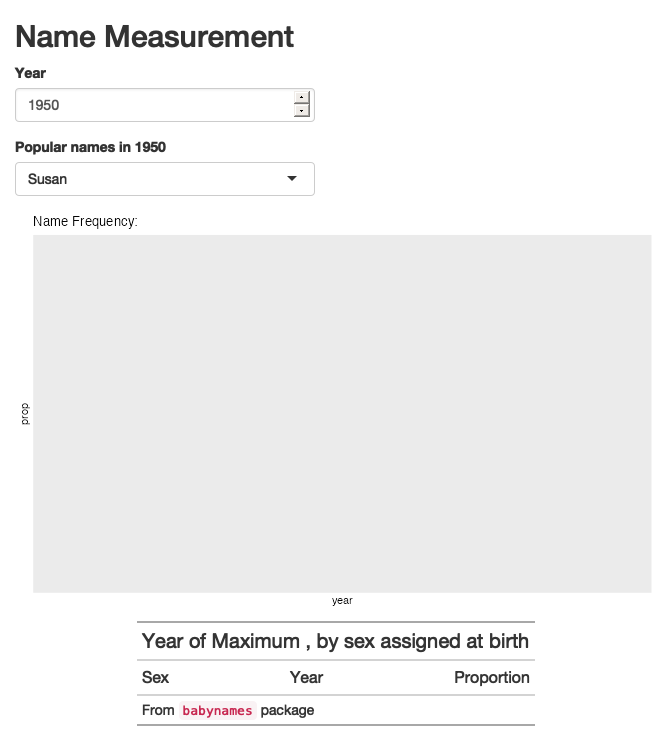 Name Measurement
Year
1950
Popular names in 1950
Susan
Name Frequency:
prop
year
Year of Maximum , by sex assigned at birth
Sex Year Proportion
From babynames package